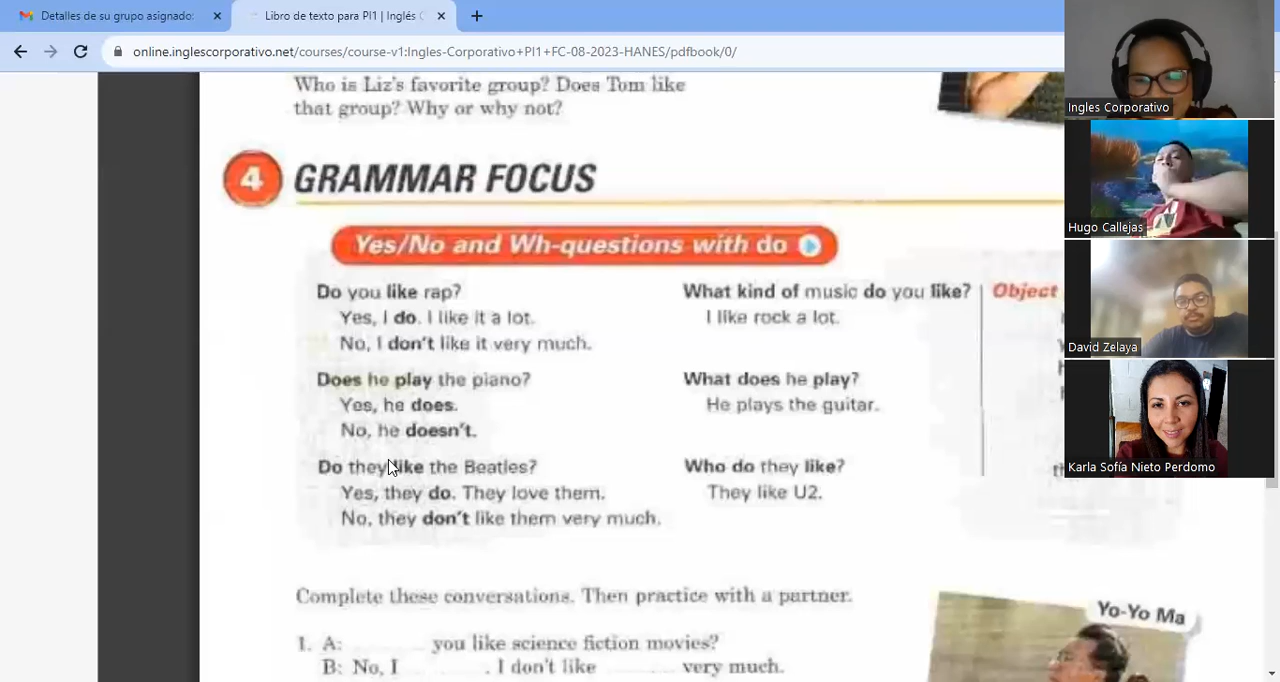 Detalles de su grupo asignado:
Libro de texto para PI1 | Inglés C
online.inglescorporativo.net/courses/course-v1:Ingles-Corporativo+PI1+FC-08-2023-HANES/pdfbook/0/
Who is Liz's favorite group? Does Tom like
that group? Why or why not?
4 GRAMMAR FOCUS
Yes/No and Wh-questions with do
Do you like rap?
Yes, I do. I like it a lot.
No, I don't like it very much.
Does he play the piano?
Yes, he does.
No, he doesn't.
Do they like the Beatles?
Yes, they do. They love them.
No, they don't like them very much.
What kind of music do you like?
I like rock a lot.
What does he play?
He plays the guitar.
Who do they like?
They like U2.
Object
Complete these conversations. Then practice with a partner.
1. A: you like science fiction movies?
B: No, I . I don't like very much.
Yo-Yo Ma
Ingles Corporativo
Hugo Callejas
David Zelaya
Karla Sofía Nieto Perdomo